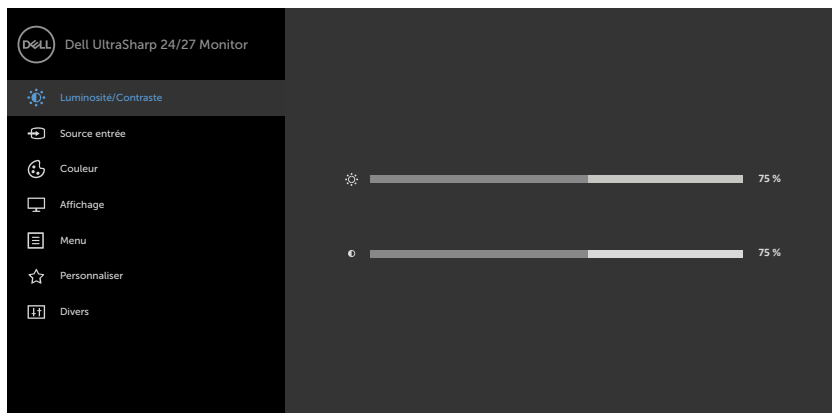 DELL
Dell UltraSharp 24/27 Monitor
Luminosité/Contraste
Source entrée
Couleur
Affichage
Menu
Personnaliser
Divers
75 %
75 %